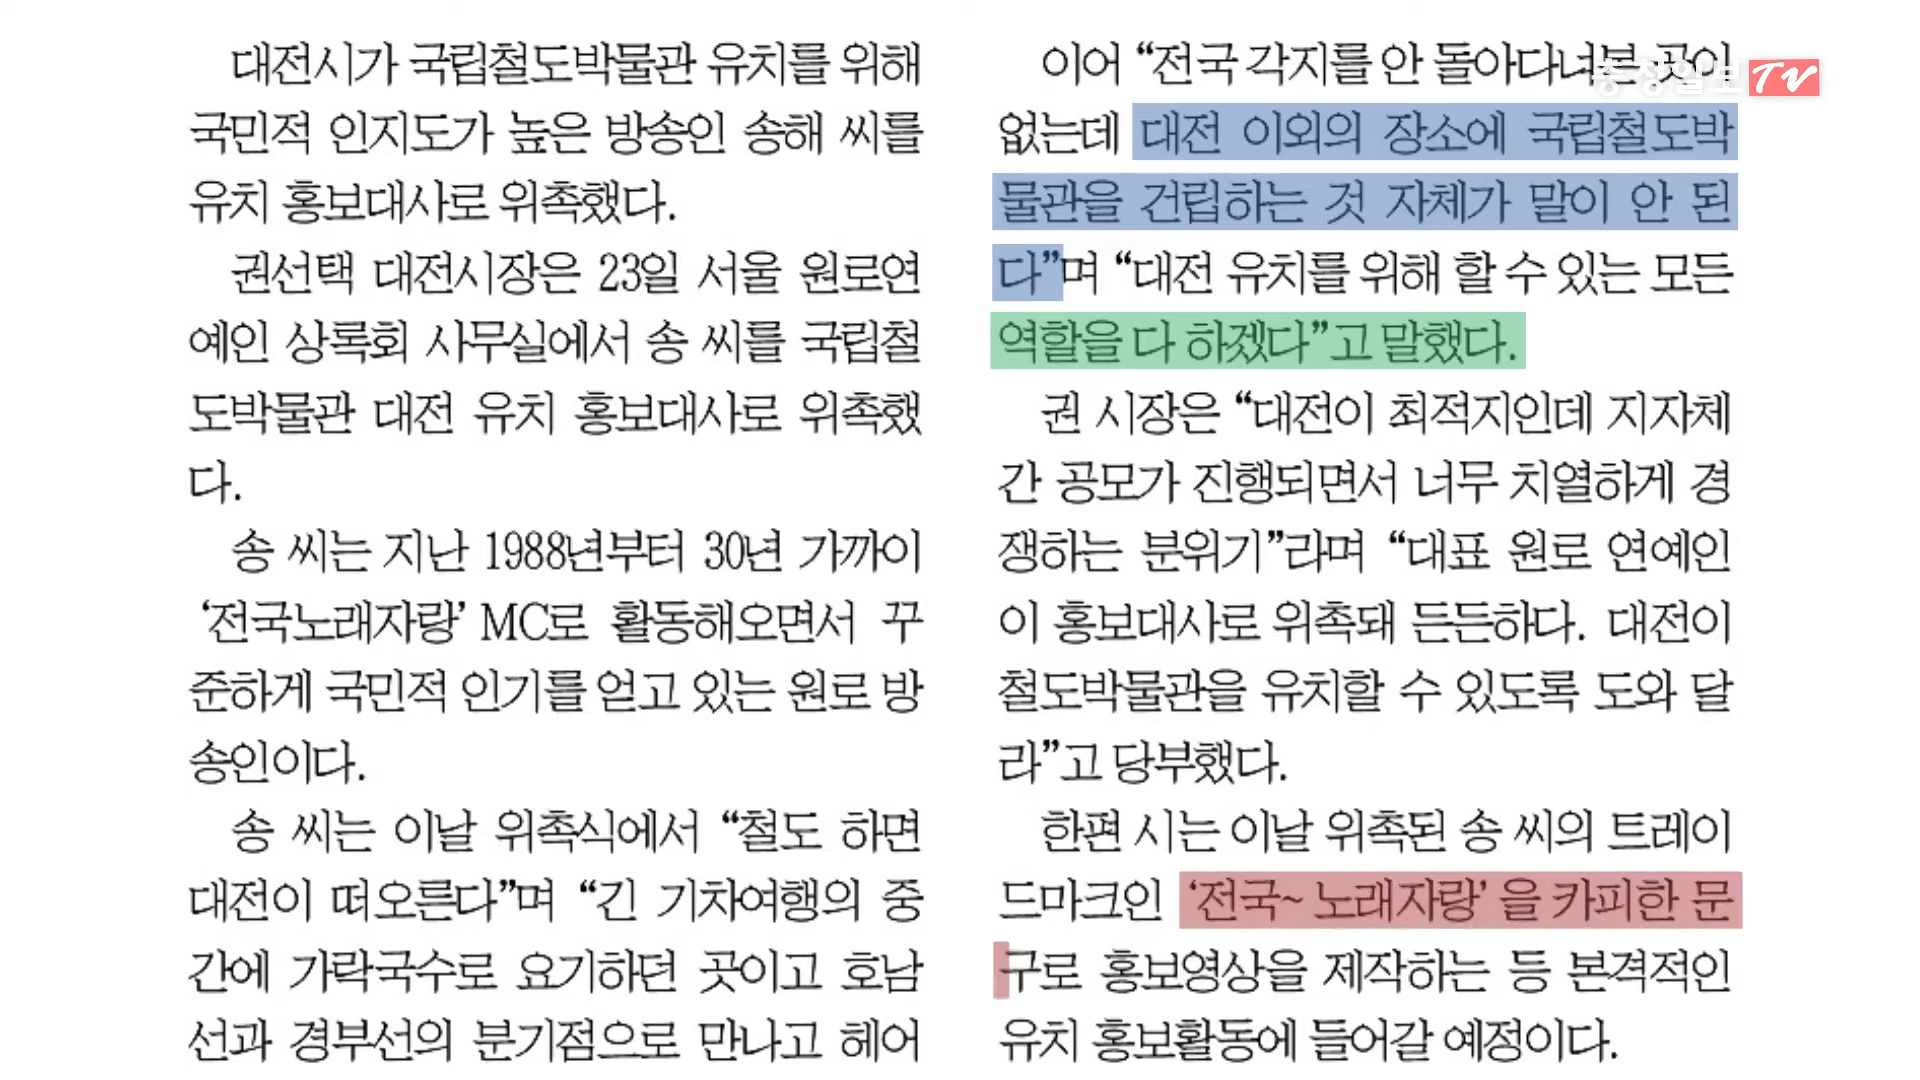 대전시가 국립철도박물관 유치를 위해
국민적 인지도가 높은 방송인 송해 씨를
유치 홍보대사로 위촉했다.
권선택 대전시장은 23일 서울 원로연
예인 상록회 사무실에서 송 씨를 국립철
도박물관 대전 유치 홍보대사로 위촉했
다.
송 씨는 지난 1988년부터 30년 가까이
‘전국노래자랑’ MC로 활동해오면서 꾸
준하게 국민적 인기를 얻고 있는 원로 방
송인이다.
송 씨는 이날 위촉식에서 “철도 하면
대전이 떠오른다”며 “긴 기차여행의 중
간에 가락국수로 요기하던 곳이고 호남
선과 경부선의 분기점으로 만나고 헤어
이어 “전국 각지를 안 돌아다녀본 곳이
없는데 대전 이외의 장소에 국립철도박
물관을 건립하는 것 자체가 말이 안 된
다”며 “대전 유치를 위해 할 수 있는 모든
역할을 다 하겠다”고 말했다.
권 시장은 “대전이 최적지인데 지자체
간 공모가 진행되면서 너무 치열하게 경
쟁하는 분위기”라며 “대표 원로 연예인
이 홍보대사로 위촉돼 든든하다. 대전이
철도박물관을 유치할 수 있도록 도와 달
라”고 당부했다.
한편 시는 이날 위촉된 송 씨의 트레이
드마크인 ‘전국~ 노래자랑’ 을 카피한 문
구로 홍보영상을 제작하는 등 본격적인
유치 홍보활동에 들어갈 예정이다.
충청일보TV